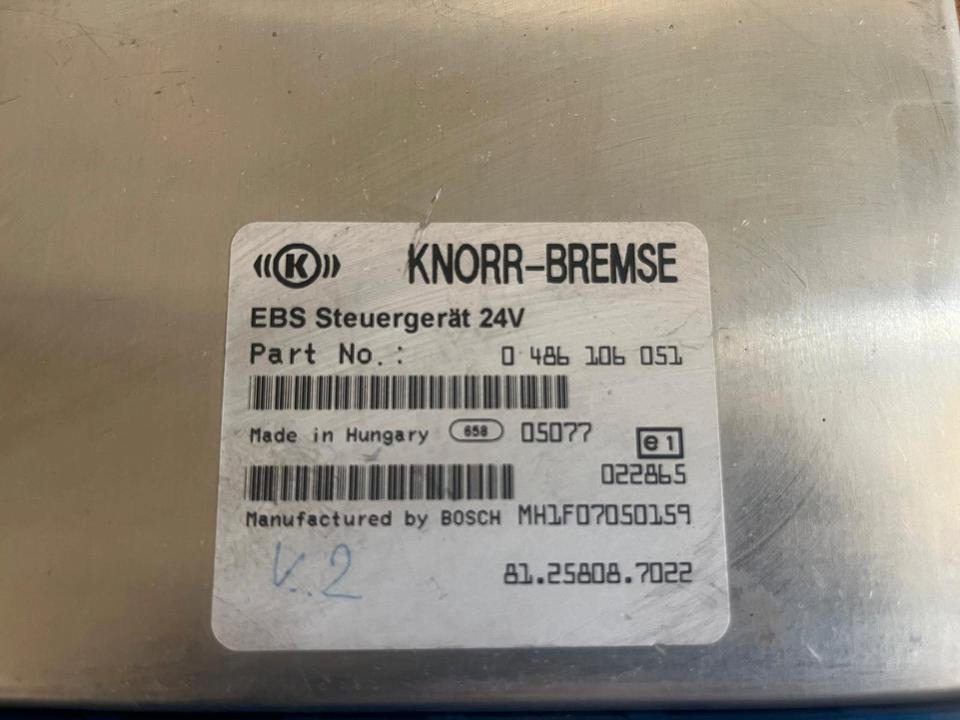 K KNORR-BREMSE
EBS Steuergerät 24V
Part No.: 0 486 106 051
Made in Hungary 658 05077 e1
022865
Manufactured by BOSCH MH1F07050159
V.2 81.25808.7022